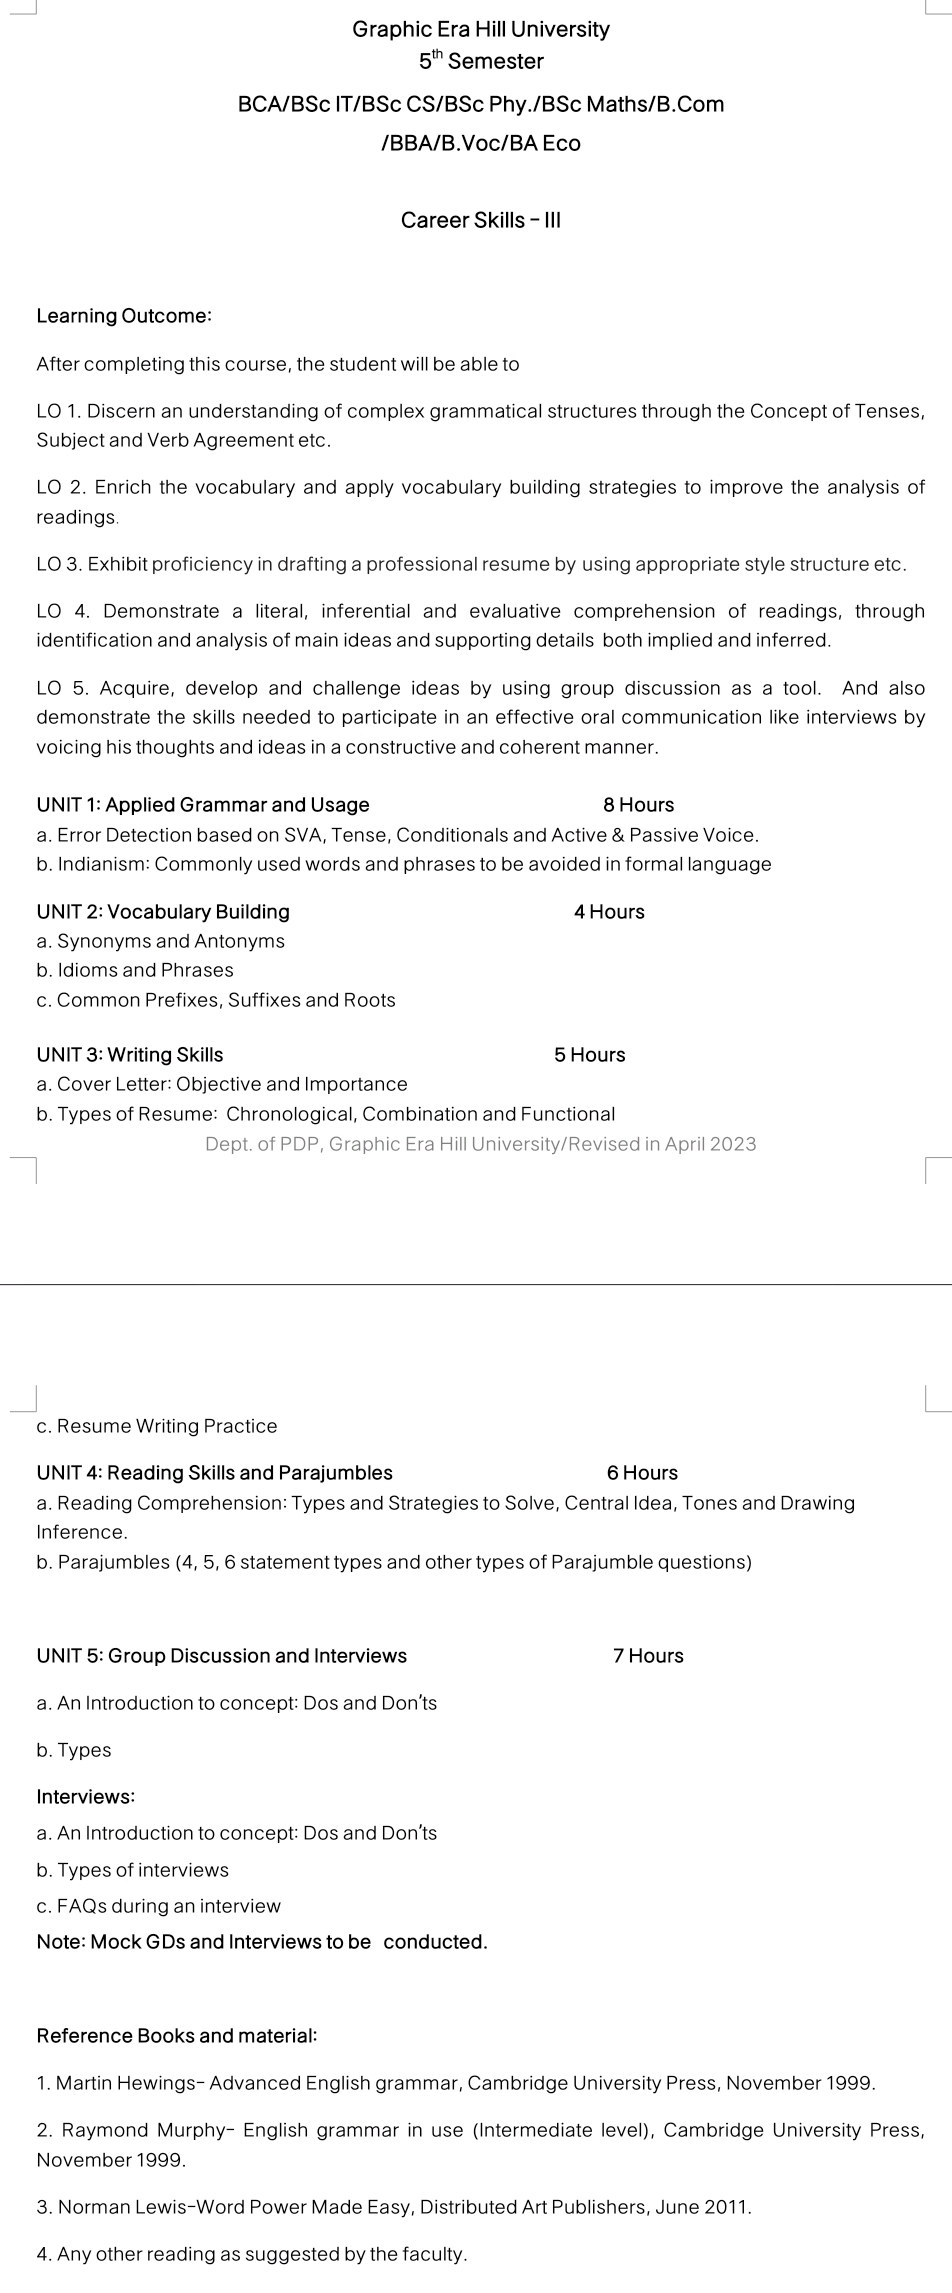 Graphic Era Hill University
5th Semester
BCA/BSc IT/BSc CS/BSc Phy./BSc Maths/B.Com
/BBA/B.Voc/BA Eco
Career Skills – III
Learning Outcome:
After completing this course, the student will be able to
LO 1. Discern an understanding of complex grammatical structures through the Concept of Tenses,
Subject and Verb Agreement etc.
LO 2. Enrich the vocabulary and apply vocabulary building strategies to improve the analysis of
readings.
LO 3. Exhibit proficiency in drafting a professional resume by using appropriate style structure etc.
LO 4. Demonstrate a literal, inferential and evaluative comprehension of readings, through
identification and analysis of main ideas and supporting details both implied and inferred.
LO 5. Acquire, develop and challenge ideas by using group discussion as a tool. And also
demonstrate the skills needed to participate in an effective oral communication like interviews by
voicing his thoughts and ideas in a constructive and coherent manner.
UNIT 1: Applied Grammar and Usage 8 Hours
a. Error Detection based on SVA, Tense, Conditionals and Active & Passive Voice.
b. Indianism: Commonly used words and phrases to be avoided in formal language
UNIT 2: Vocabulary Building 4 Hours
a. Synonyms and Antonyms
b. Idioms and Phrases
c. Common Prefixes, Suffixes and Roots
UNIT 3: Writing Skills 5 Hours
a. Cover Letter: Objective and Importance
b. Types of Resume: Chronological, Combination and Functional
Dept. of PDP, Graphic Era Hill University/Revised in April 2023
c. Resume Writing Practice
UNIT 4: Reading Skills and Parajumbles 6 Hours
a. Reading Comprehension: Types and Strategies to Solve, Central Idea, Tones and Drawing
Inference.
b. Parajumbles (4, 5, 6 statement types and other types of Parajumble questions)
UNIT 5: Group Discussion and Interviews 7 Hours
a. An Introduction to concept: Dos and Don'ts
b. Types
Interviews:
a. An Introduction to concept: Dos and Don'ts
b. Types of interviews
c. FAQs during an interview
Note: Mock GDs and Interviews to be conducted.
Reference Books and material:
1. Martin Hewings– Advanced English grammar, Cambridge University Press, November 1999.
2. Raymond Murphy– English grammar in use (Intermediate level), Cambridge University Press,
November 1999.
3. Norman Lewis–Word Power Made Easy, Distributed Art Publishers, June 2011.
4. Any other reading as suggested by the faculty.